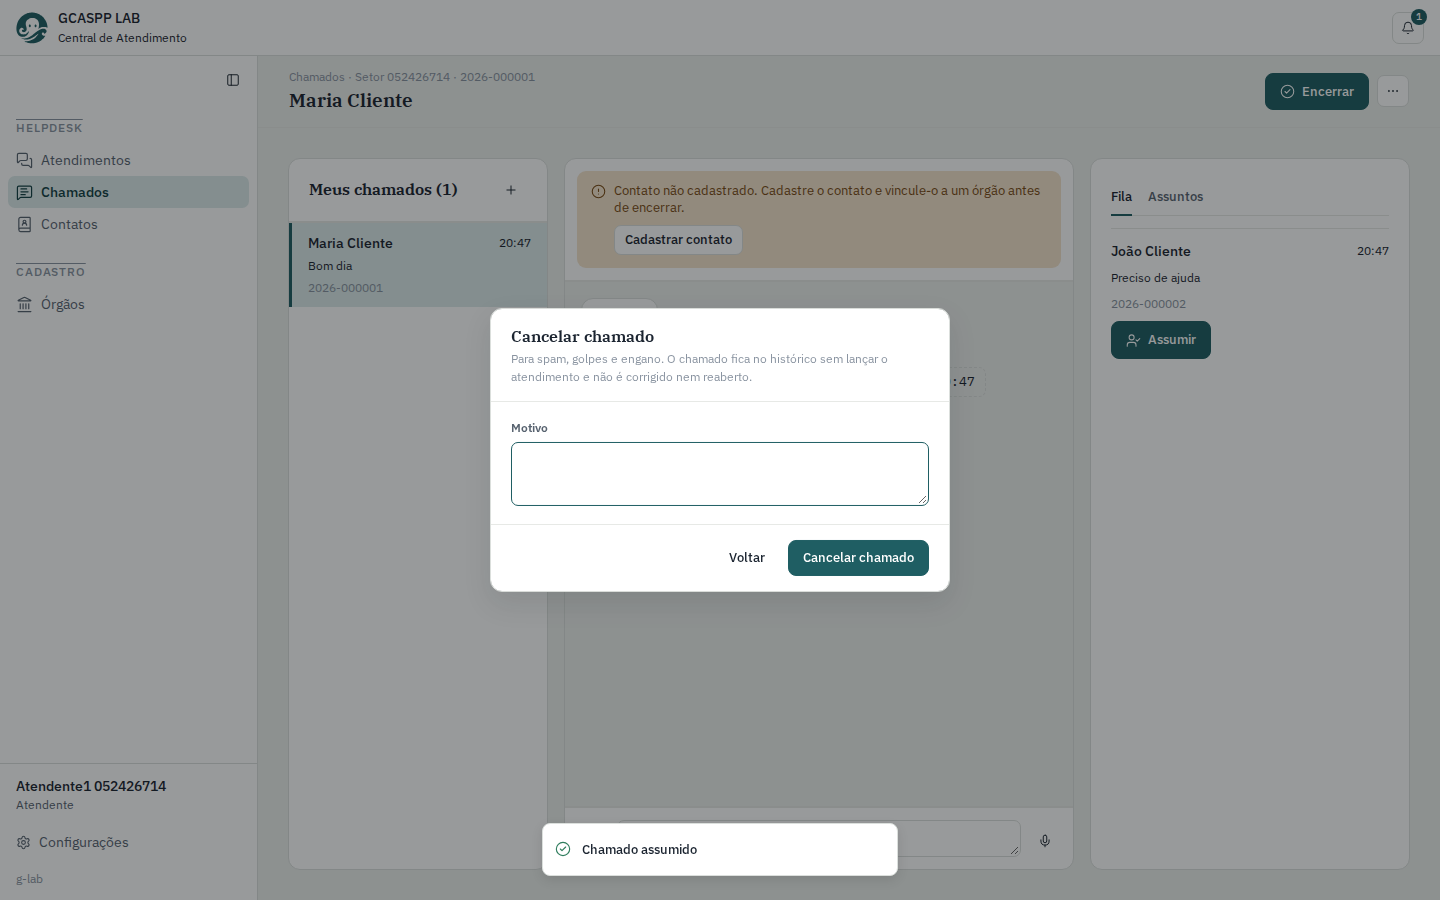 GCASPP LAB
Central de Atendimento
1
HELPDESK
Atendimentos
Chamados
Contatos
CADASTRO
Órgãos
Atendente1 052426714
Atendente
Configurações
g-lab
Chamados · Setor 052426714 · 2026-000001
Maria Cliente
Encerrar
Meus chamados (1)
Maria Cliente
20:47
Bom dia
2026-000001
Contato não cadastrado. Cadastre o contato e vincule-o a um órgão antes
de encerrar.
Cadastrar contato
:47
Fila
Assuntos
João Cliente
20:47
Preciso de ajuda
2026-000002
Assumir
Cancelar chamado
Para spam, golpes e engano. O chamado fica no histórico sem lançar o
atendimento e não é corrigido nem reaberto.
Motivo
Voltar
Cancelar chamado
Chamado assumido